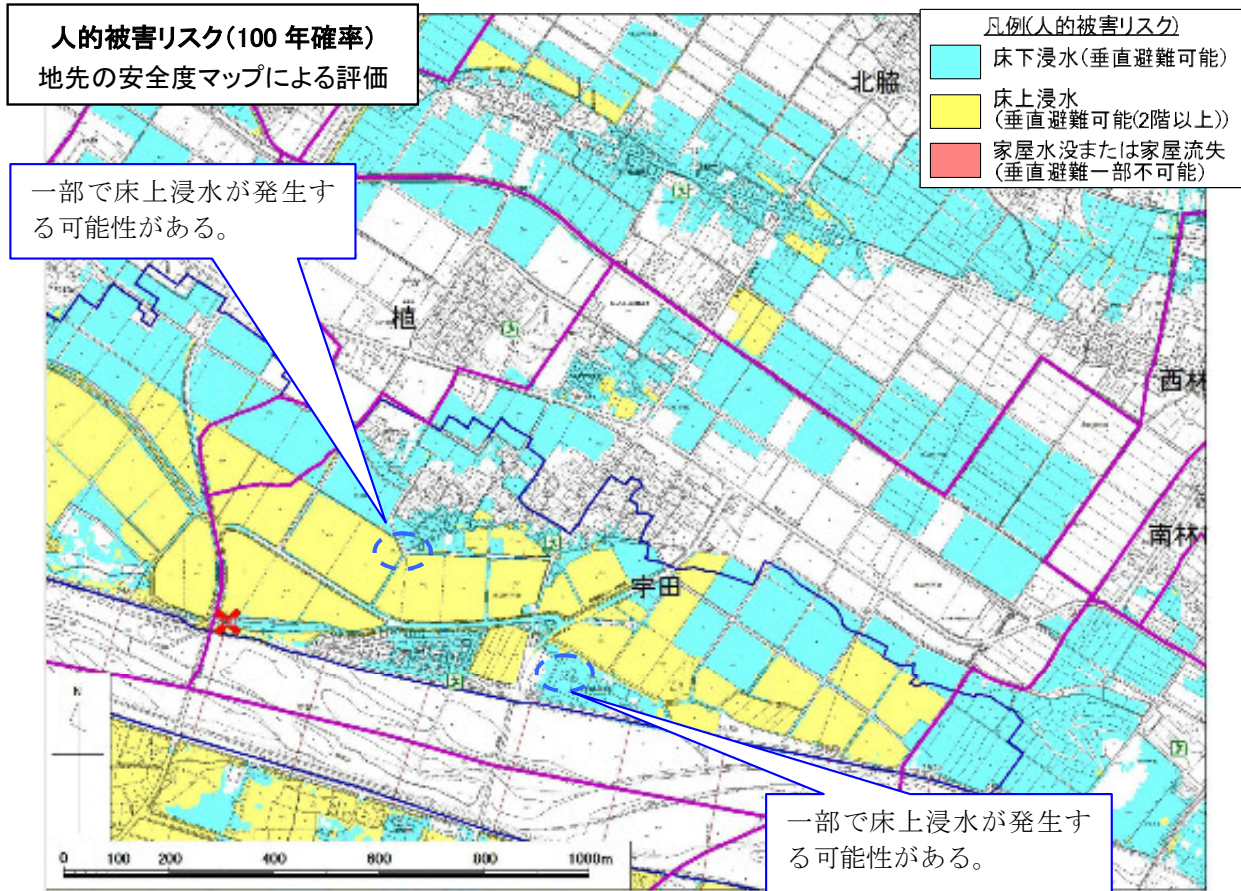 人的被害リスク(100 年確率)
地先の安全度マップによる評価
凡例(人的被害リスク)
床下浸水(垂直避難可能)
床上浸水
(垂直避難可能(2階以上))
家屋水没または家屋流失
(垂直避難一部不可能)
北脇
一部で床上浸水が発生す
る可能性がある。
植
西林
南林
宇田
N
一部で床上浸水が発生す
る可能性がある。
0 100 200 400 600 800 1000m